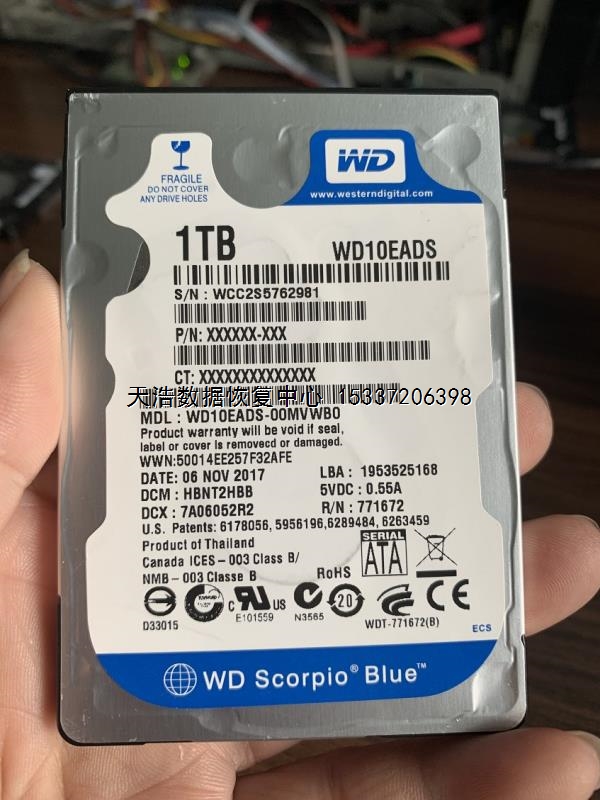 FRAGILE
DO NOT COVER
ANY DRIVE HOLES
WD
www.westerndigital.com
1TB WD10EADS
S/N : WCC2S5762981
P/N: XXXXXX-XXX
CT: XXXXXXXXXXXXXX
天浩数据恢复中心 15337206398
MDL : WD10EADS-00MVWB0
Product warranty will be void if seal,
label or cover is removecd or damaged.
WWN:50014EE257F32AFE
DATE: 06 NOV 2017 LBA : 1953525168
DCM : HBNT2HBB 5VDC : 0.55A
DCX : 7A06052R2 R/N : 771672
U.S. Patents: 6178056, 5956196,6289484, 6263459
Product of Thailand
Canada ICES - 003 Class B/
NMB - 003 Classe B
RoHS
SERIAL
ATA
D33015
c UL US
E101559
N3565
20
WDT-771672(B)
CE
ECS
WD Scorpio® Blue™